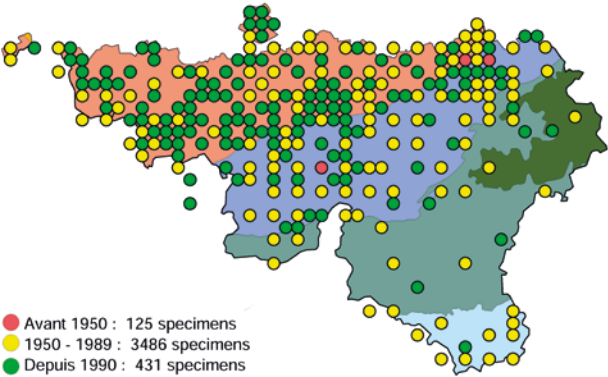 Avant 1950 : 125 specimens
1950 - 1989 : 3486 specimens
Depuis 1990 : 431 specimens